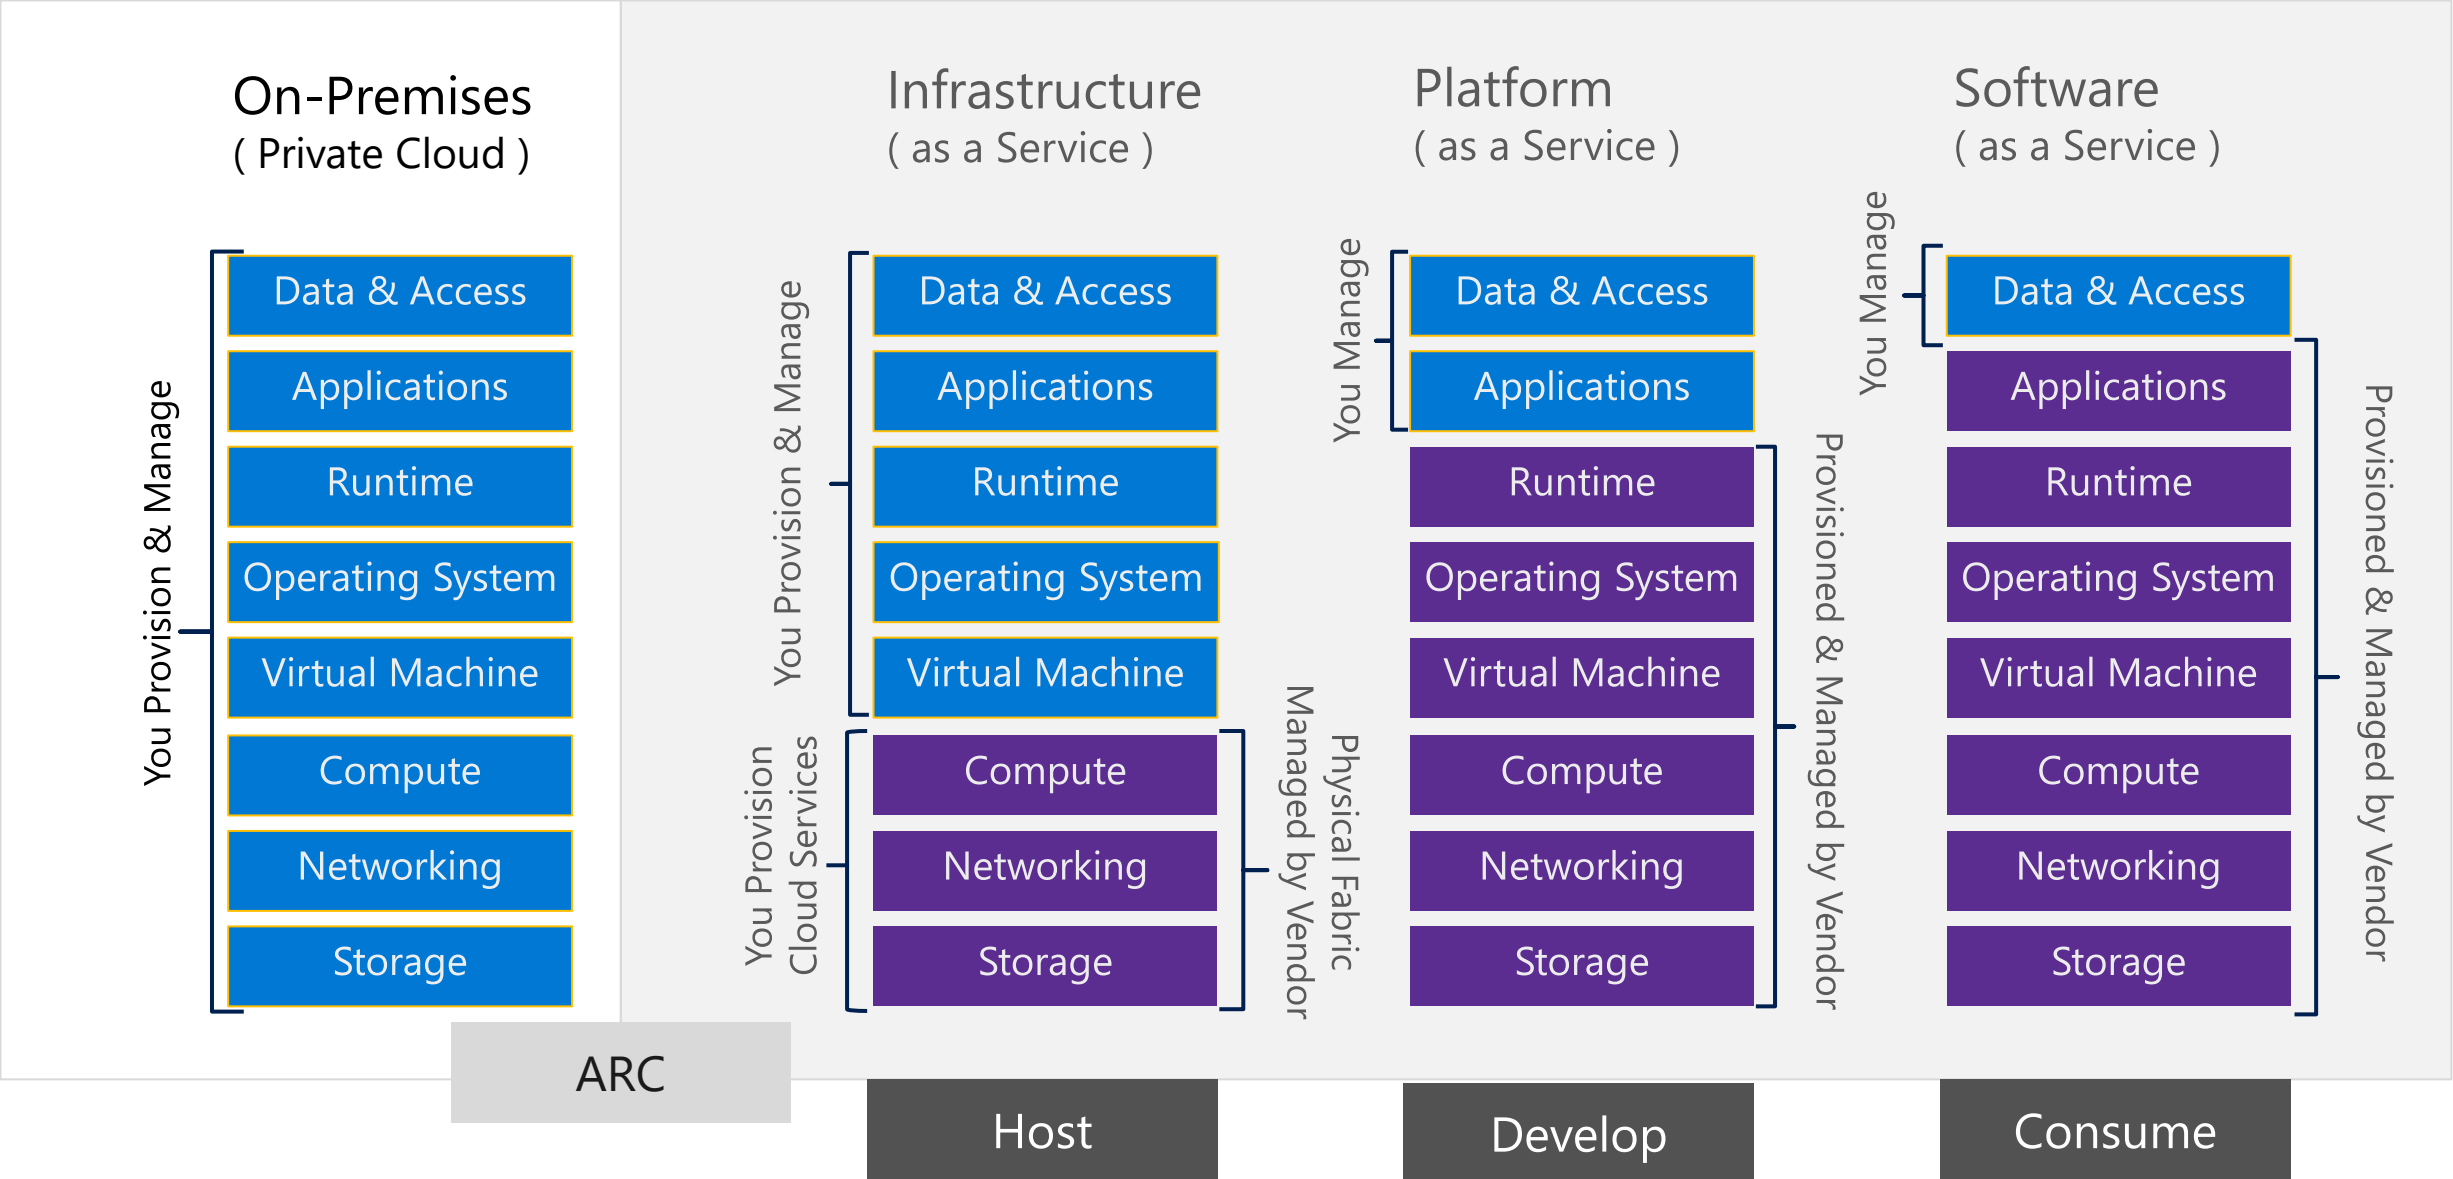 On-Premises
( Private Cloud )
You Provision & Manage
Data & Access
Applications
Runtime
Operating System
Virtual Machine
Compute
Networking
Storage
ARC
Infrastructure
( as a Service )
You Provision & Manage
Data & Access
Applications
Runtime
Operating System
Virtual Machine
You Provision
Cloud Services
Compute
Networking
Storage
Physical Fabric
Managed by Vendor
Host
Platform
( as a Service )
You Manage
Data & Access
Applications
Runtime
Operating System
Virtual Machine
Compute
Networking
Storage
Provisioned & Managed by Vendor
Develop
Software
( as a Service )
You Manage
Data & Access
Applications
Runtime
Operating System
Virtual Machine
Compute
Networking
Storage
Provisioned & Managed by Vendor
Consume